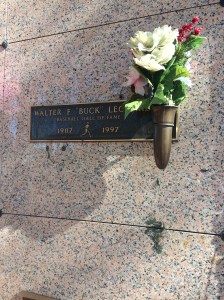 WALTER F. "BUCK" LEO
BASEBALL HALL OF FAME
1907 1997